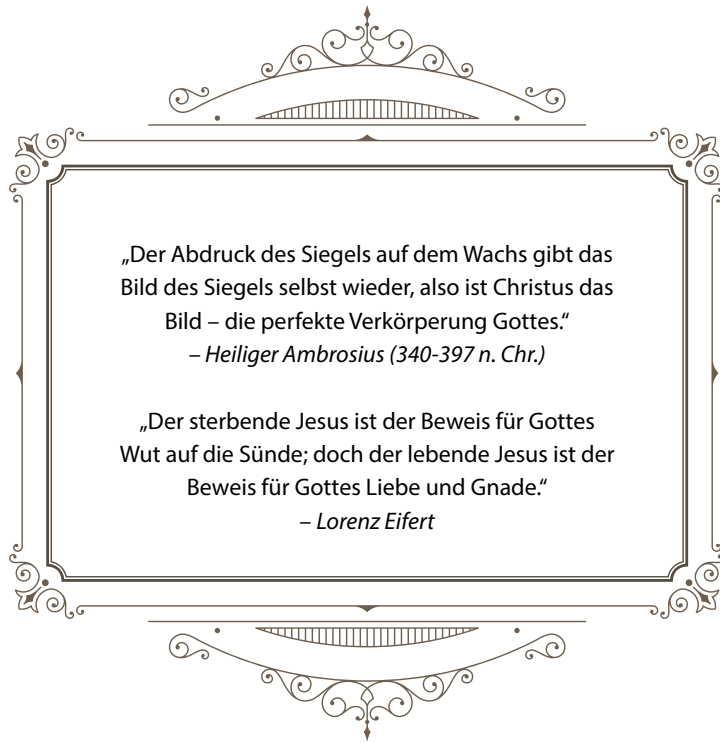 „Der Abdruck des Siegels auf dem Wachs gibt das
Bild des Siegels selbst wieder, also ist Christus das
Bild – die perfekte Verkörperung Gottes.“
– Heiliger Ambrosius (340-397 n. Chr.)
„Der sterbende Jesus ist der Beweis für Gottes
Wut auf die Sünde; doch der lebende Jesus ist der
Beweis für Gottes Liebe und Gnade.“
– Lorenz Eifert